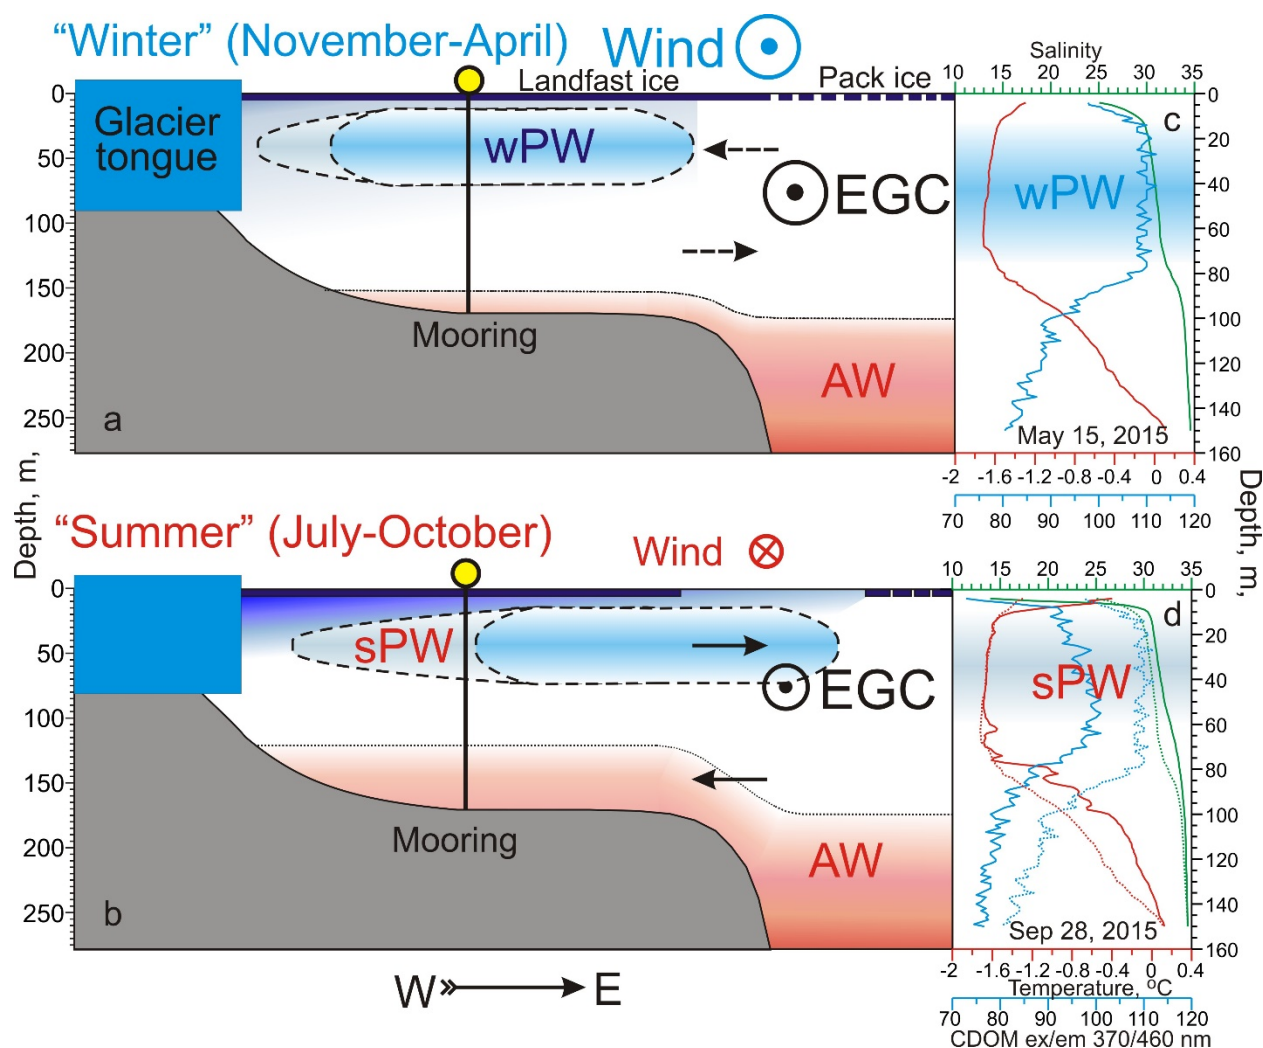 “Winter” (November-April) Wind
Salinity
10 15 20 25 30 35
Landfast ice Pack ice
0
50
100
150
200
250
Glacier
tongue
wPW
EGC
Mooring
AW
a
c
wPW
May 15, 2015
0
20
40
60
80
100
120
140
160
-2 -1.6 -1.2 -0.8 -0.4 0 0.4
70 80 90 100 110 120
Depth, m,
Depth, m,
“Summer” (July-October)
Wind
10 15 20 25 30 35
0
50
100
150
200
250
sPW
EGC
Mooring
AW
b
d
sPW
Sep 28, 2015
0
20
40
60
80
100
120
140
160
-2 -1.6 -1.2 -0.8 -0.4 0 0.4
Temperature, ºC
70 80 90 100 110 120
CDOM ex/em 370/460 nm
W E